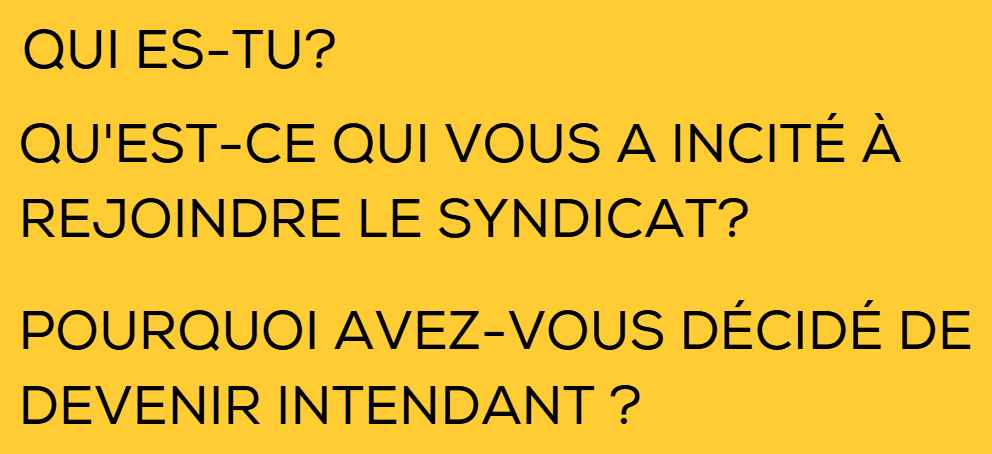 QUI ES-TU?
QU'EST-CE QUI VOUS A INCITÉ À
REJOINDRE LE SYNDICAT?
POURQUOI AVEZ-VOUS DÉCIDÉ DE
DEVENIR INTENDANT ?